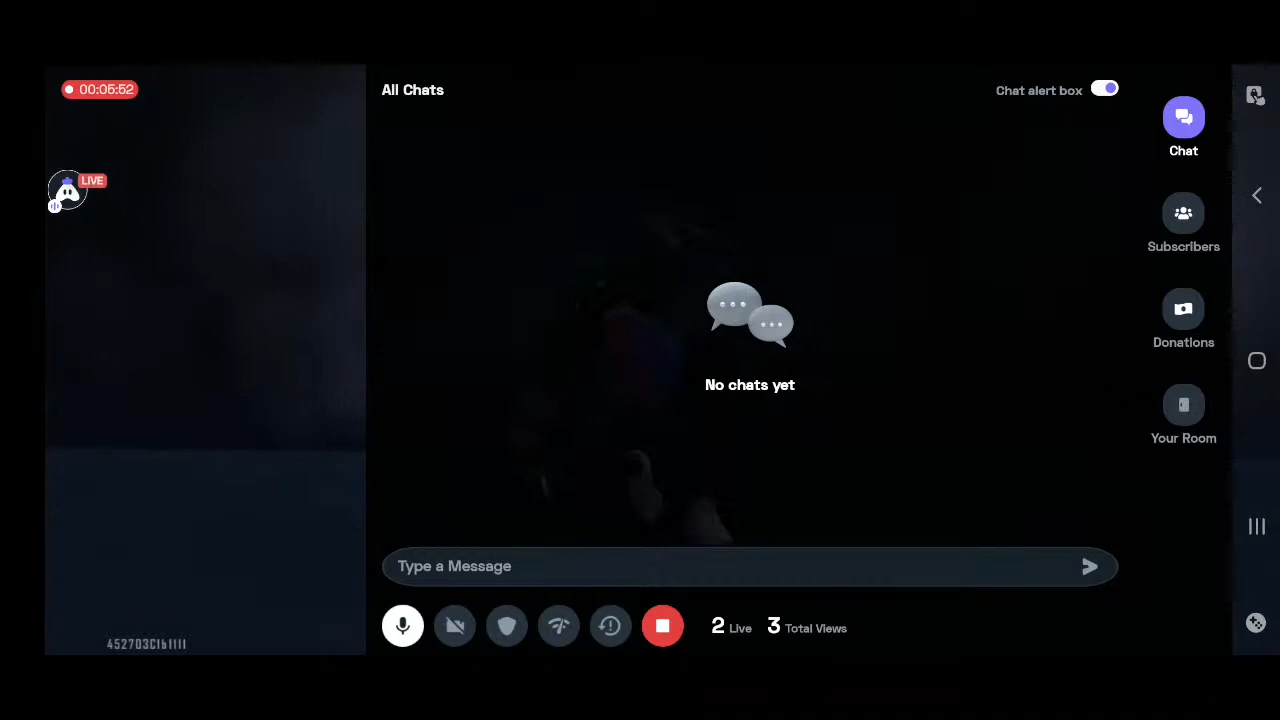 00:05:52
All Chats
Chat alert box
LIVE
Chat
Subscribers
Donations
Your Room
No chats yet
Type a Message
2 Live 3 Total Views